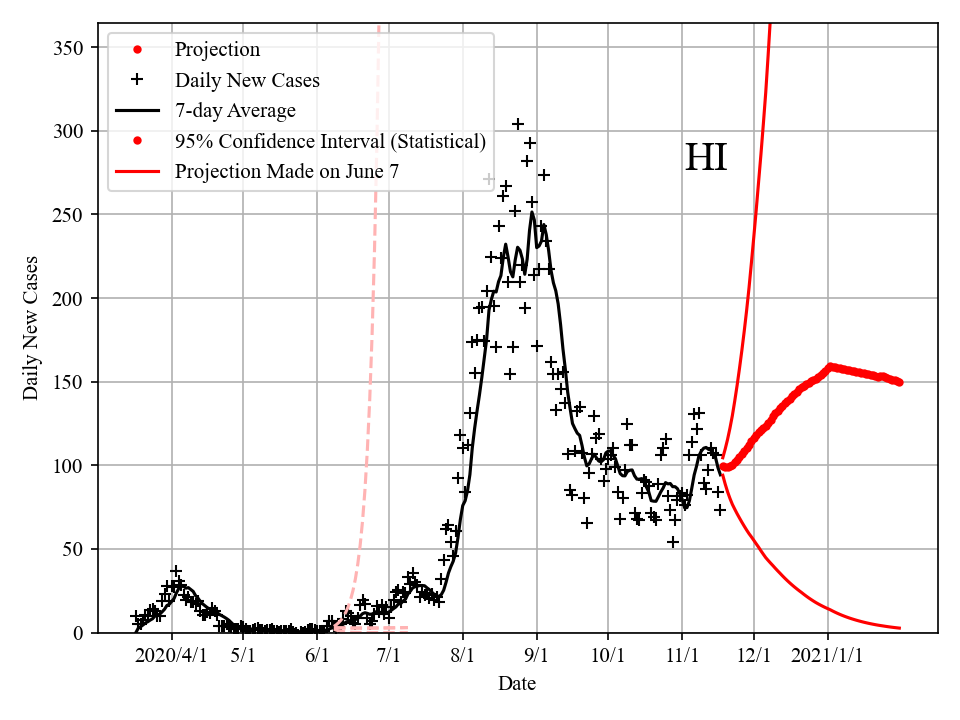 350
300
250
200
150
100
50
0
Daily New Cases
Projection
Daily New Cases
7-day Average
95% Confidence Interval (Statistical)
Projection Made on June 7
HI
2020/4/1 5/1 6/1 7/1 8/1 9/1 10/1 11/1 12/1 2021/1/1
Date